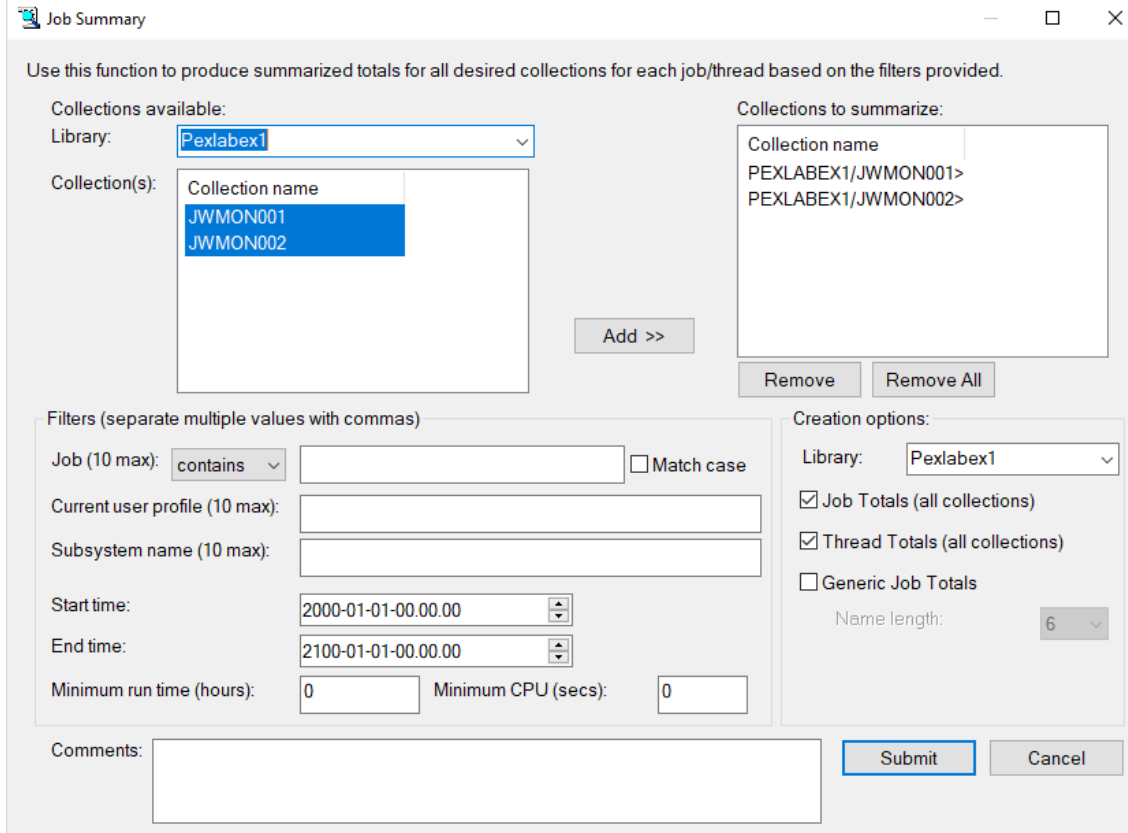 Job Summary
Use this function to produce summarized totals for all desired collections for each job/thread based on the filters provided.
Collections available:
Library:
Pexlabex1
Collection(s):
Collection name
JWMON001
JWMON002
Add >>
Collections to summarize:
Collection name
PEXLABEX1/JWMON001>
PEXLABEX1/JWMON002>
Remove
Remove All
Filters (separate multiple values with commas)
Job (10 max):
contains
Match case
Current user profile (10 max):
Subsystem name (10 max):
Start time:
2000-01-01-00.00.00
End time:
2100-01-01-00.00.00
Minimum run time (hours):
0
Minimum CPU (secs):
0
Creation options:
Library:
Pexlabex1
Job Totals (all collections)
Thread Totals (all collections)
Generic Job Totals
Name length:
6
Comments:
Submit
Cancel